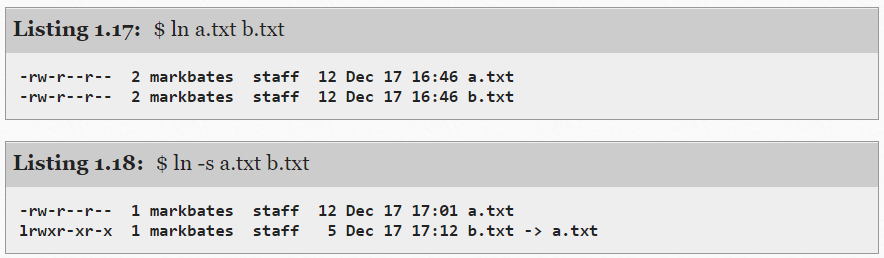 Listing 1.17: $ ln a.txt b.txt
-rw-r--r--  2 markbates  staff  12 Dec 17 16:46 a.txt
-rw-r--r--  2 markbates  staff  12 Dec 17 16:46 b.txt
Listing 1.18: $ ln -s a.txt b.txt
-rw-r--r--  1 markbates  staff  12 Dec 17 17:01 a.txt
lrwxr-xr-x  1 markbates  staff   5 Dec 17 17:12 b.txt -> a.txt